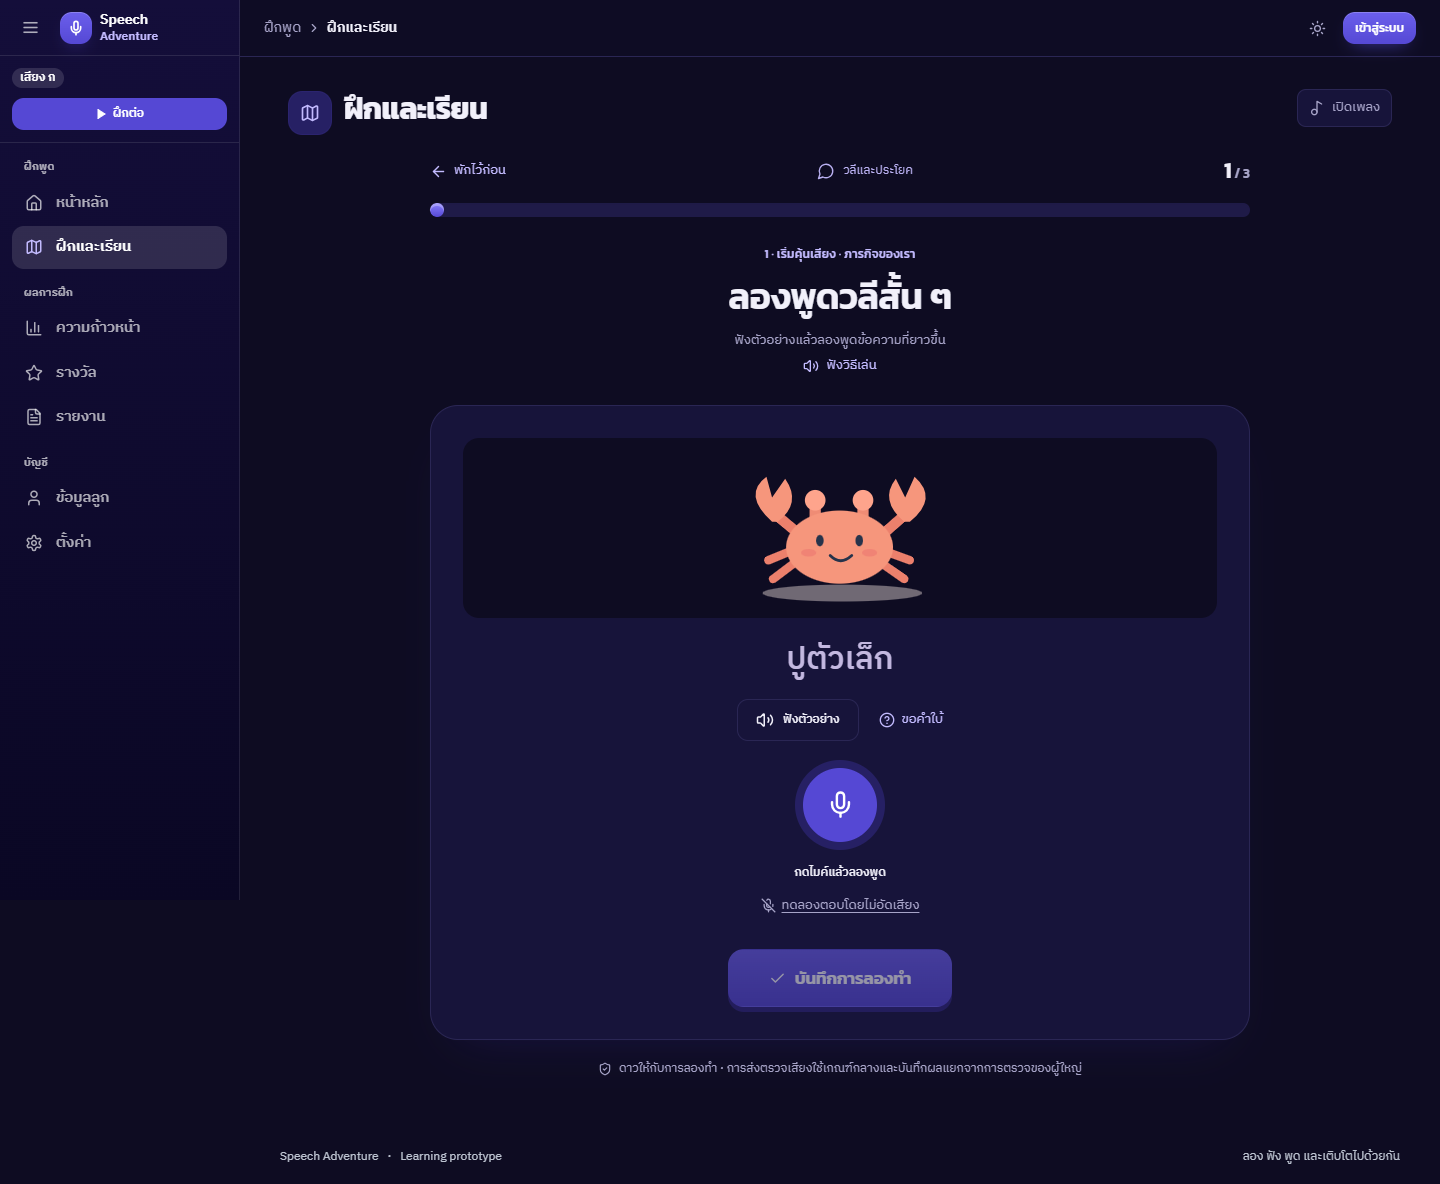 Speech
Adventure
เสียง ก
ฝึกต่อ
ฝึกพูด
หน้าหลัก
ฝึกและเรียน
ผลการฝึก
ความก้าวหน้า
รางวัล
รายงาน
บัญชี
ข้อมูลลูก
ตั้งค่า
ฝึกพูด > ฝึกและเรียน
เข้าสู่ระบบ
ฝึกและเรียน
เปิดเพลง
พักไว้ก่อน
วลีและประโยค
1 / 3
1 · เริ่มคุ้นเสียง · ภารกิจของเรา
ลองพูดวลีสั้น ๆ
ฟังตัวอย่างแล้วลองพูดข้อความที่ยาวขึ้น
ฟังวิธีเล่น
ปูตัวเล็ก
ฟังตัวอย่าง
ขอคำใบ้
กดไมค์แล้วลองพูด
ทดลองตอบโดยไม่อัดเสียง
บันทึกการลองทำ
ดาวให้กับการลองทำ · การส่งตรวจเสียงใช้เกณฑ์กลางและบันทึกผลแยกจากการตรวจของผู้ใหญ่
Speech Adventure · Learning prototype
ลอง ฟัง พูด และเติบโตไปด้วยกัน